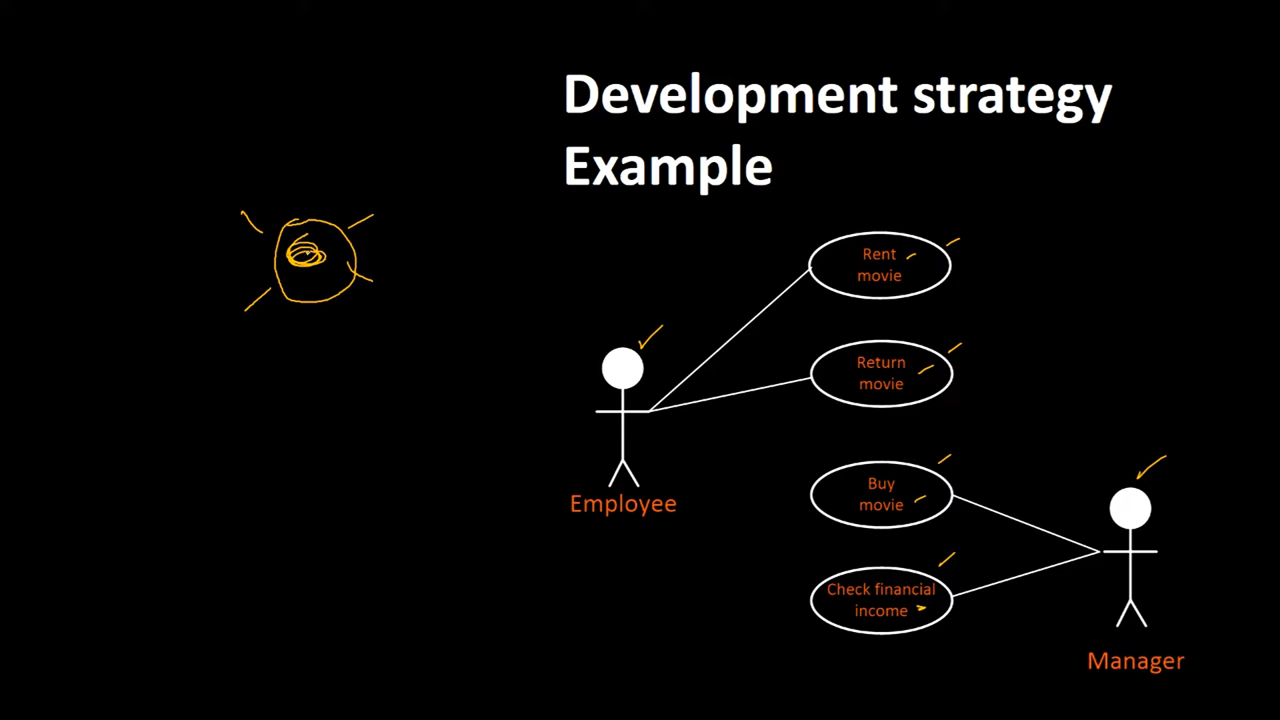 Development strategy
Example
Rent
movie
Return
movie
Employee
Buy
movie
Check financial
income
Manager